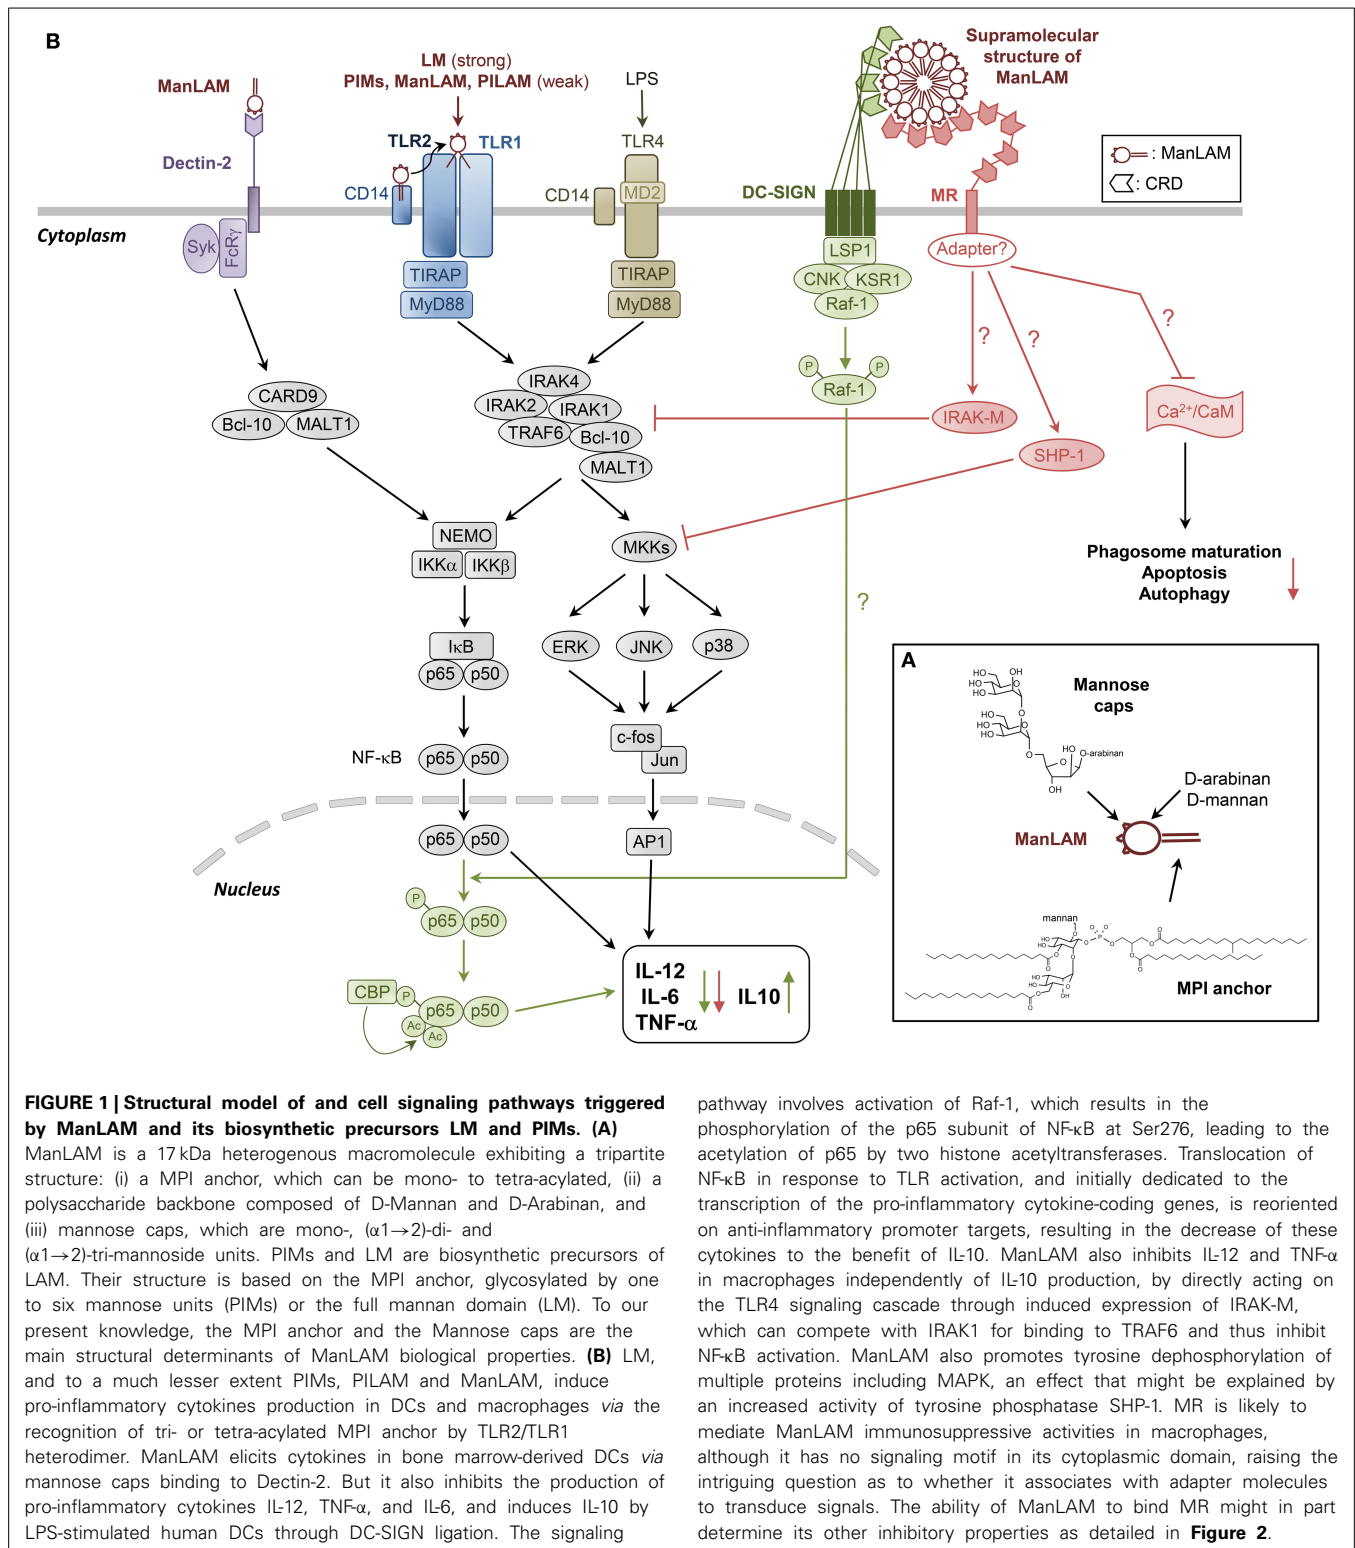 B
Supramolecular
structure of
ManLAM
LM (strong)
PIMs, ManLAM, PILAM (weak)
ManLAM
LPS
TLR2
TLR1
TLR4
: ManLAM
: CRD
Dectin-2
CD14
CD14
MD2
DC-SIGN
MR
Cytoplasm
Syk
FcRγ
LSP1
Adapter?
TIRAP
TIRAP
CNK
KSR1
MyD88
MyD88
Raf-1
?
?
?
P
P
Raf-1
IRAK4
CARD9
IRAK2
IRAK1
Bcl-10
MALT1
TRAF6
Bcl-10
MALT1
IRAK-M
Ca²⁺/CaM
SHP-1
NEMO
IKKα
IKKβ
MKKs
Phagosome maturation
Apoptosis
Autophagy
?
IκB
p65
p50
ERK
JNK
p38
c-fos
Jun
NF-κB
p65
p50
p65
p50
AP1
Nucleus
P
p65
p50
CBP
P
p65
p50
Ac
Ac
IL-12
IL-6
TNF-α
IL10
A
Mannose
caps
HO
OH
HO
HO
O
O
HO
HO
HO
O
O
O
HO
O-arabinan
OH
D-arabinan
D-mannan
ManLAM
mannan
MPI anchor
FIGURE 1 | Structural model of and cell signaling pathways triggered
by ManLAM and its biosynthetic precursors LM and PIMs. (A)
ManLAM is a 17 kDa heterogenous macromolecule exhibiting a tripartite
structure: (i) a MPI anchor, which can be mono- to tetra-acylated, (ii) a
polysaccharide backbone composed of D-Mannan and D-Arabinan, and
(iii) mannose caps, which are mono-, (α1→2)-di- and
(α1→2)-tri-mannoside units. PIMs and LM are biosynthetic precursors of
LAM. Their structure is based on the MPI anchor, glycosylated by one
to six mannose units (PIMs) or the full mannan domain (LM). To our
present knowledge, the MPI anchor and the Mannose caps are the
main structural determinants of ManLAM biological properties. (B) LM,
and to a much lesser extent PIMs, PILAM and ManLAM, induce
pro-inflammatory cytokines production in DCs and macrophages via the
recognition of tri- or tetra-acylated MPI anchor by TLR2/TLR1
heterodimer. ManLAM elicits cytokines in bone marrow-derived DCs via
mannose caps binding to Dectin-2. But it also inhibits the production of
pro-inflammatory cytokines IL-12, TNF-α, and IL-6, and induces IL-10 by
LPS-stimulated human DCs through DC-SIGN ligation. The signaling
pathway involves activation of Raf-1, which results in the
phosphorylation of the p65 subunit of NF-κB at Ser276, leading to the
acetylation of p65 by two histone acetyltransferases. Translocation of
NF-κB in response to TLR activation, and initially dedicated to the
transcription of the pro-inflammatory cytokine-coding genes, is reoriented
on anti-inflammatory promoter targets, resulting in the decrease of these
cytokines to the benefit of IL-10. ManLAM also inhibits IL-12 and TNF-α
in macrophages independently of IL-10 production, by directly acting on
the TLR4 signaling cascade through induced expression of IRAK-M,
which can compete with IRAK1 for binding to TRAF6 and thus inhibit
NF-κB activation. ManLAM also promotes tyrosine dephosphorylation of
multiple proteins including MAPK, an effect that might be explained by
an increased activity of tyrosine phosphatase SHP-1. MR is likely to
mediate ManLAM immunosuppressive activities in macrophages,
although it has no signaling motif in its cytoplasmic domain, raising the
intriguing question as to whether it associates with adapter molecules
to transduce signals. The ability of ManLAM to bind MR might in part
determine its other inhibitory properties as detailed in Figure 2.